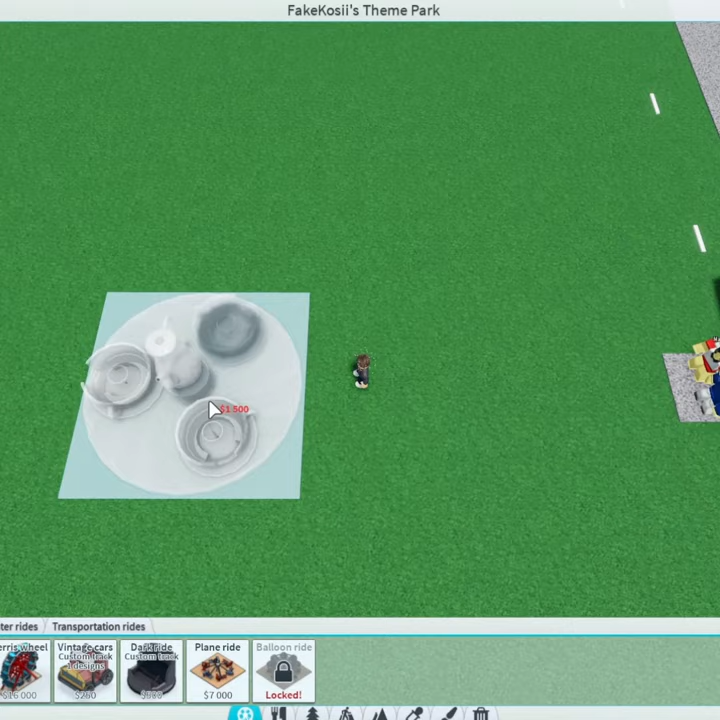 FakeKosii's Theme Park
$1 500
ter rides
Transportation rides
erris wheel
$16 000
Vintage cars
Custom track
designs
$260
Dark ride
Custom track
Plane ride
$7 000
Balloon ride
Locked!